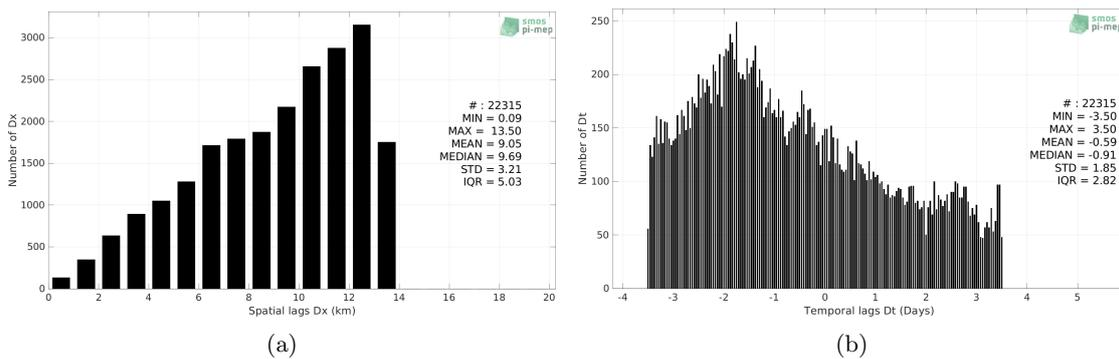 3000
2500
2000
1500
1000
500
0
Number of Dx
smos
pi-mep
# : 22315
MIN = 0.09
MAX = 13.50
MEAN = 9.05
MEDIAN = 9.69
STD = 3.21
IQR = 5.03
0 2 4 6 8 10 12 14 16 18 20
Spatial lags Dx (km)
(a)
250
200
150
100
50
0
Number of Dt
smos
pi-mep
# : 22315
MIN = -3.50
MAX = 3.50
MEAN = -0.59
MEDIAN = -0.91
STD = 1.85
IQR = 2.82
-4 -3 -2 -1 0 1 2 3 4 5
Temporal lags Dt (Days)
(b)